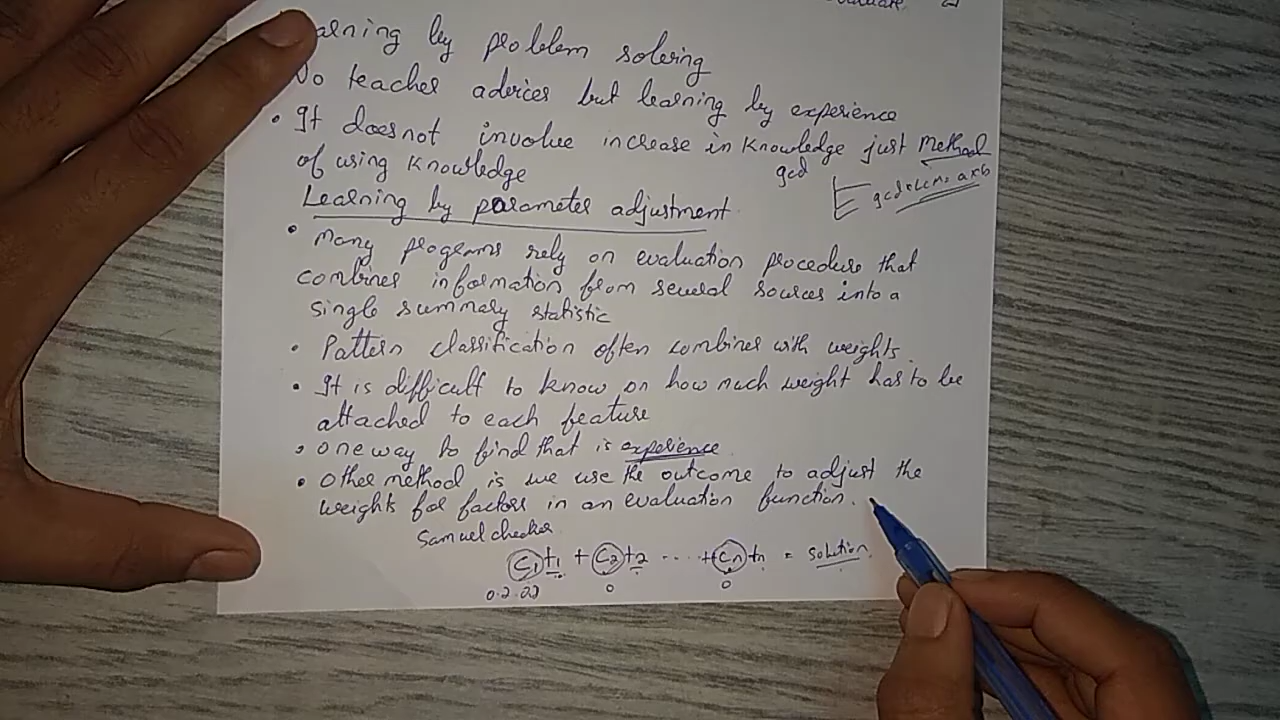 evaluate
arning by problem solving
No teacher advices but learning by experience
• It does not involve increase in knowledge just method
of using knowledge
gcd
gcd×LCM = a×b
Learning by parameter adjustment
• Many programs rely on evaluation procedure that
combines information from several sources into a
single summary statistic
• Pattern classification often combines with weights.
• It is difficult to know on how much weight has to be
attached to each feature
• one way to find that is experience
• other method is we use the outcome to adjust the
weights for factors in an evaluation function.
Samuel checker
C1t1 + C2t2 .... + Cntn = solution
0.2
0
0